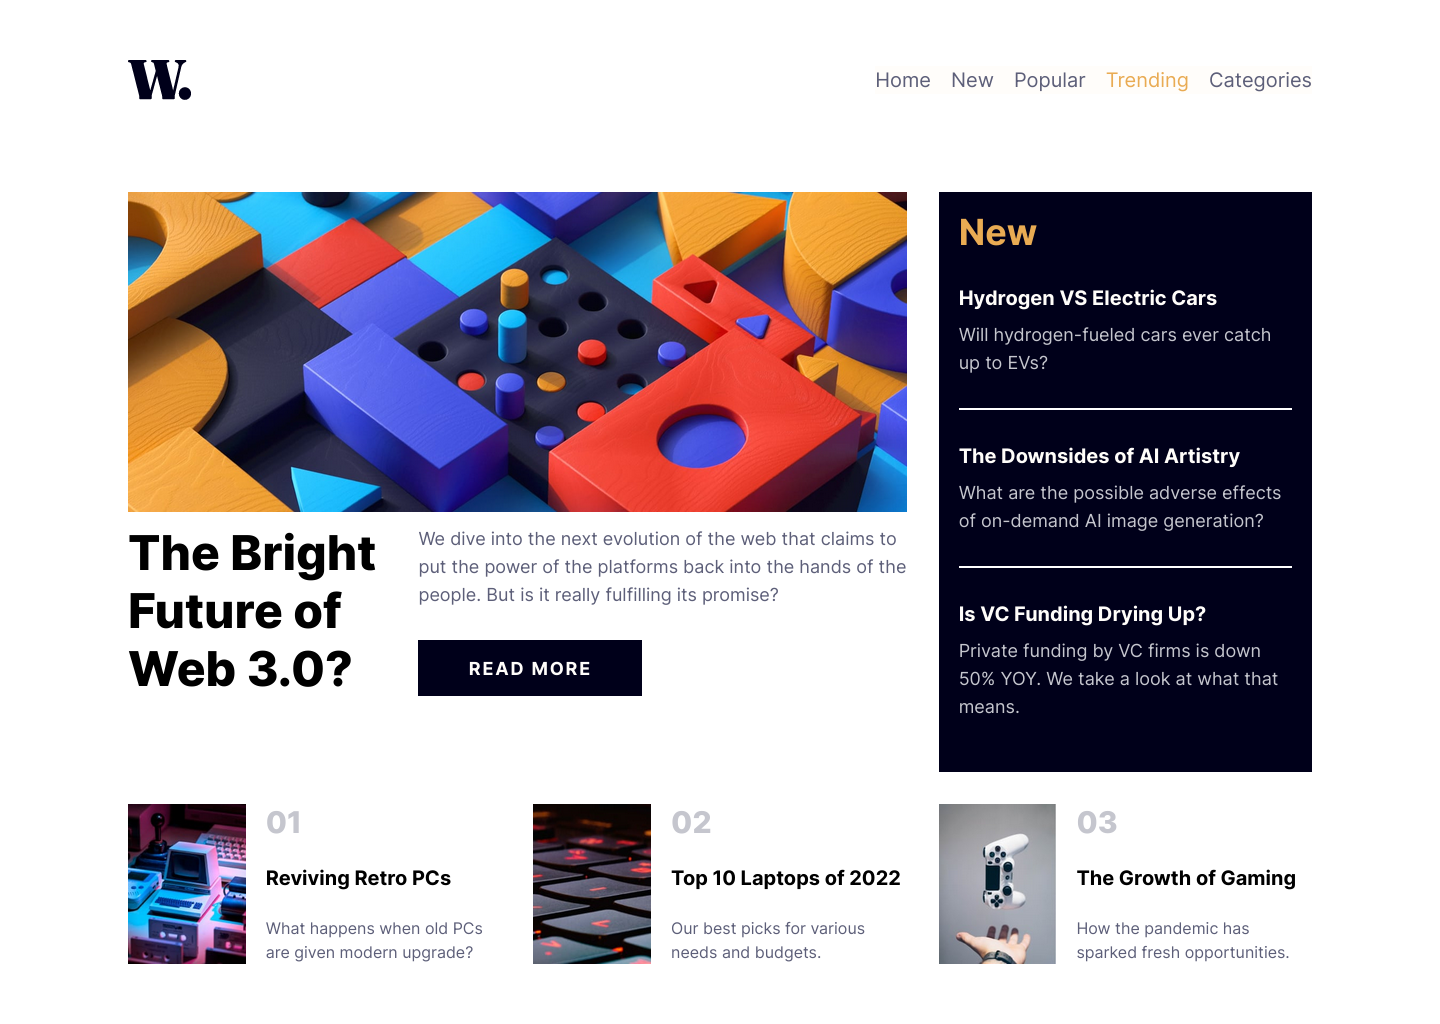 W.
Home New Popular Trending Categories
The Bright
Future of
Web 3.0?
We dive into the next evolution of the web that claims to
put the power of the platforms back into the hands of the
people. But is it really fulfilling its promise?
READ MORE
New
Hydrogen VS Electric Cars
Will hydrogen-fueled cars ever catch
up to EVs?
The Downsides of AI Artistry
What are the possible adverse effects
of on-demand AI image generation?
Is VC Funding Drying Up?
Private funding by VC firms is down
50% YOY. We take a look at what that
means.
01
Reviving Retro PCs
What happens when old PCs
are given modern upgrade?
02
Top 10 Laptops of 2022
Our best picks for various
needs and budgets.
03
The Growth of Gaming
How the pandemic has
sparked fresh opportunities.